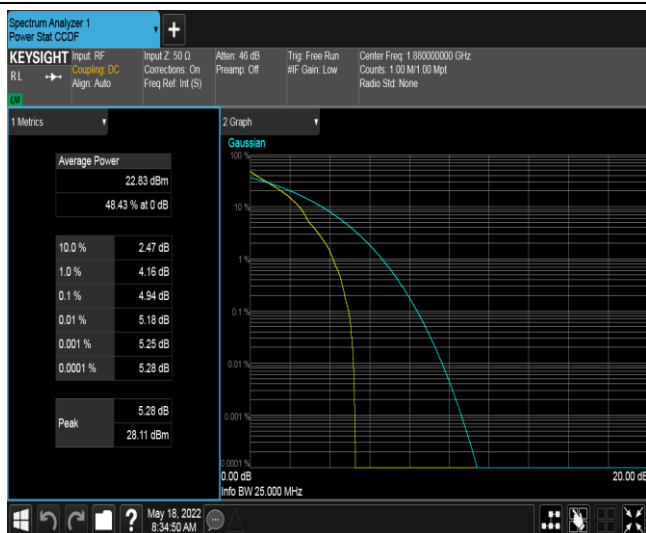 Spectrum Analyzer 1
Power Stat CCDF
+
KEYSIGHT
RL
Input: RF
Coupling: DC
Align: Auto
Input Z: 50 Ω
Corrections: On
Freq Ref: Int (S)
Atten: 46 dB
Preamp: Off
Trig: Free Run
#IF Gain: Low
Center Freq: 1.880000000 GHz
Counts: 1.00 M/1.00 Mpt
Radio Std: None
1 Metrics
Average Power
22.83 dBm
48.43 % at 0 dB
10.0 % 2.47 dB
1.0 % 4.16 dB
0.1 % 4.94 dB
0.01 % 5.18 dB
0.001 % 5.25 dB
0.0001 % 5.28 dB
Peak
5.28 dB
28.11 dBm
2 Graph
Gaussian
100 %
10 %
1 %
0.1 %
0.01 %
0.001 %
0.0001 %
0.00 dB
20.00 dB
Info BW 25.000 MHz
?
May 18, 2022
8:34:50 AM